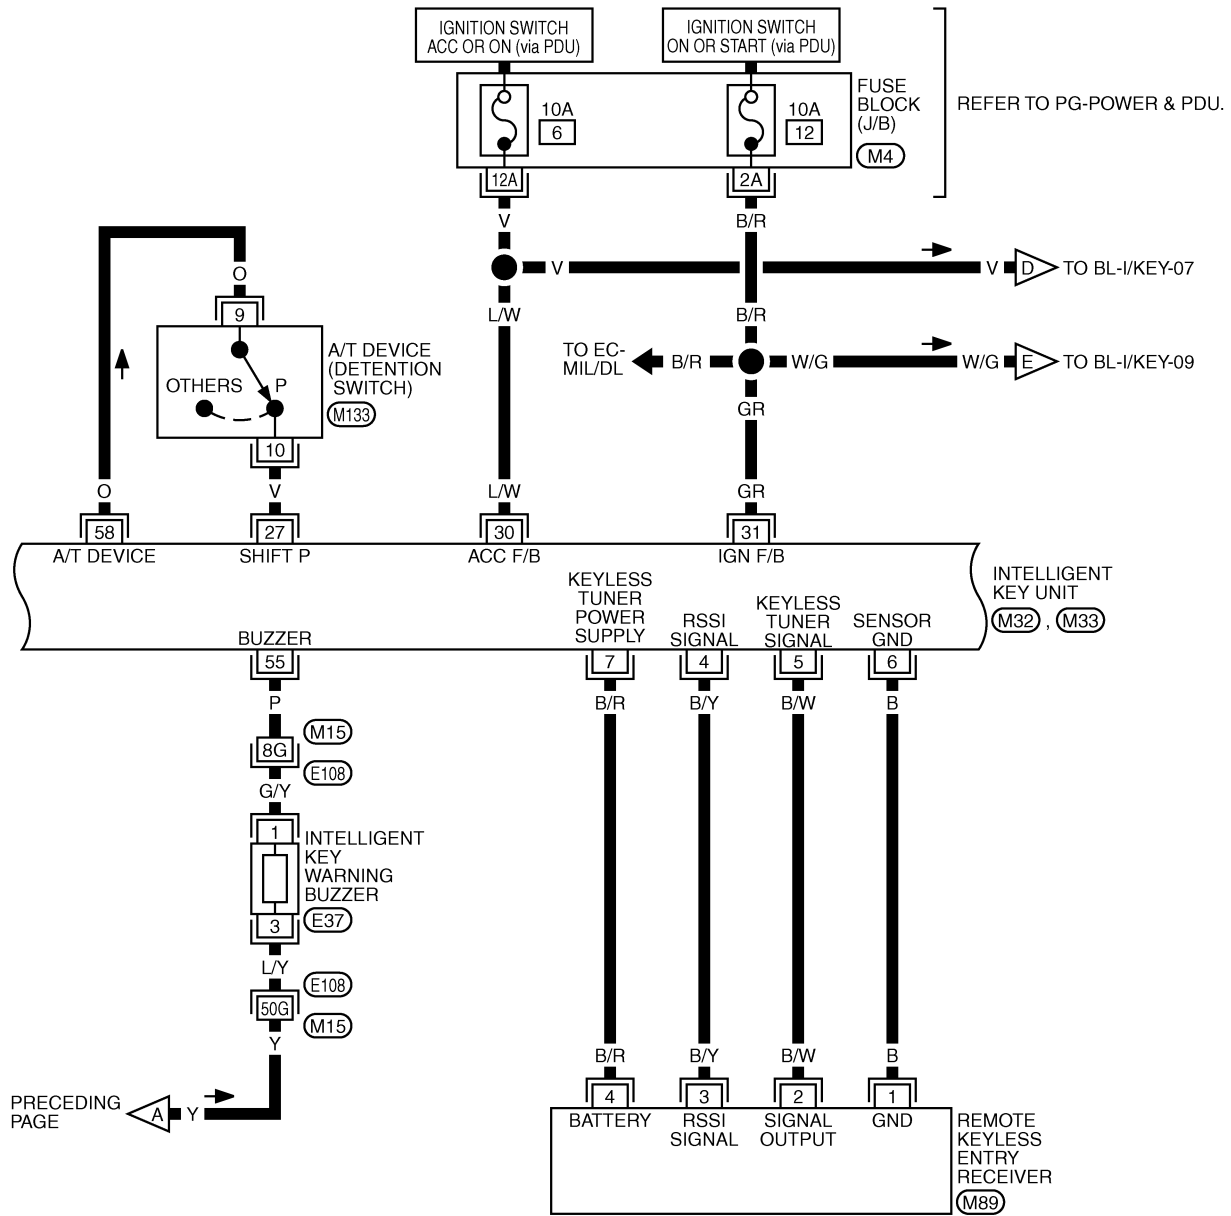 IGNITION SWITCH
ACC OR ON (via PDU)
IGNITION SWITCH
ON OR START (via PDU)
10A
6
10A
12
FUSE
BLOCK
(J/B)
M4
REFER TO PG-POWER & PDU.
12A
2A
V
B/R
V
V
D
TO BL-I/KEY-07
L/W
B/R
TO EC-
MIL/DL
B/R
W/G
W/G
E
TO BL-I/KEY-09
GR
O
9
A/T DEVICE
(DETENTION
SWITCH)
M133
OTHERS
P
10
O
V
L/W
GR
58
27
30
31
A/T DEVICE
SHIFT P
ACC F/B
IGN F/B
INTELLIGENT
KEY UNIT
M32 , M33
BUZZER
KEYLESS
TUNER
POWER
SUPPLY
RSSI
SIGNAL
KEYLESS
TUNER
SIGNAL
SENSOR
GND
55
7
4
5
6
P
B/R
B/Y
B/W
B
M15
8G
E108
G/Y
1
INTELLIGENT
KEY
WARNING
BUZZER
E37
3
L/Y
E108
50G
M15
Y
PRECEDING
PAGE
A
Y
B/R
B/Y
B/W
B
4
3
2
1
BATTERY
RSSI
SIGNAL
SIGNAL
OUTPUT
GND
REMOTE
KEYLESS
ENTRY
RECEIVER
M89